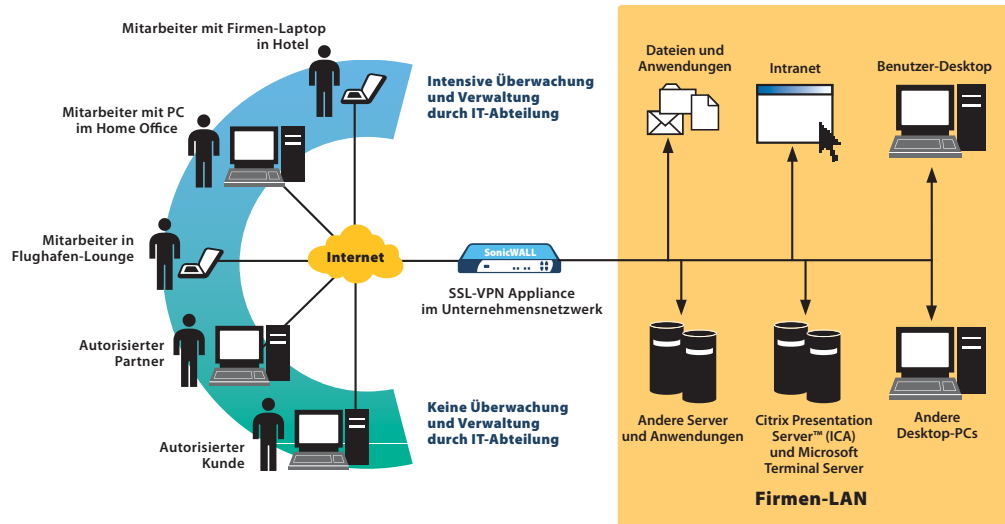 Mitarbeiter mit Firmen-Laptop
in Hotel
Mitarbeiter mit PC
im Home Office
Mitarbeiter in
Flughafen-Lounge
Autorisierter
Partner
Autorisierter
Kunde
Intensive Überwachung
und Verwaltung
durch IT-Abteilung
Keine Überwachung
und Verwaltung
durch IT-Abteilung
Internet
SonicWALL
SSL-VPN Appliance
im Unternehmensnetzwerk
Dateien und
Anwendungen
Intranet
Benutzer-Desktop
Andere Server
und Anwendungen
Citrix Presentation
Server™ (ICA)
und Microsoft
Terminal Server
Andere
Desktop-PCs
Firmen-LAN